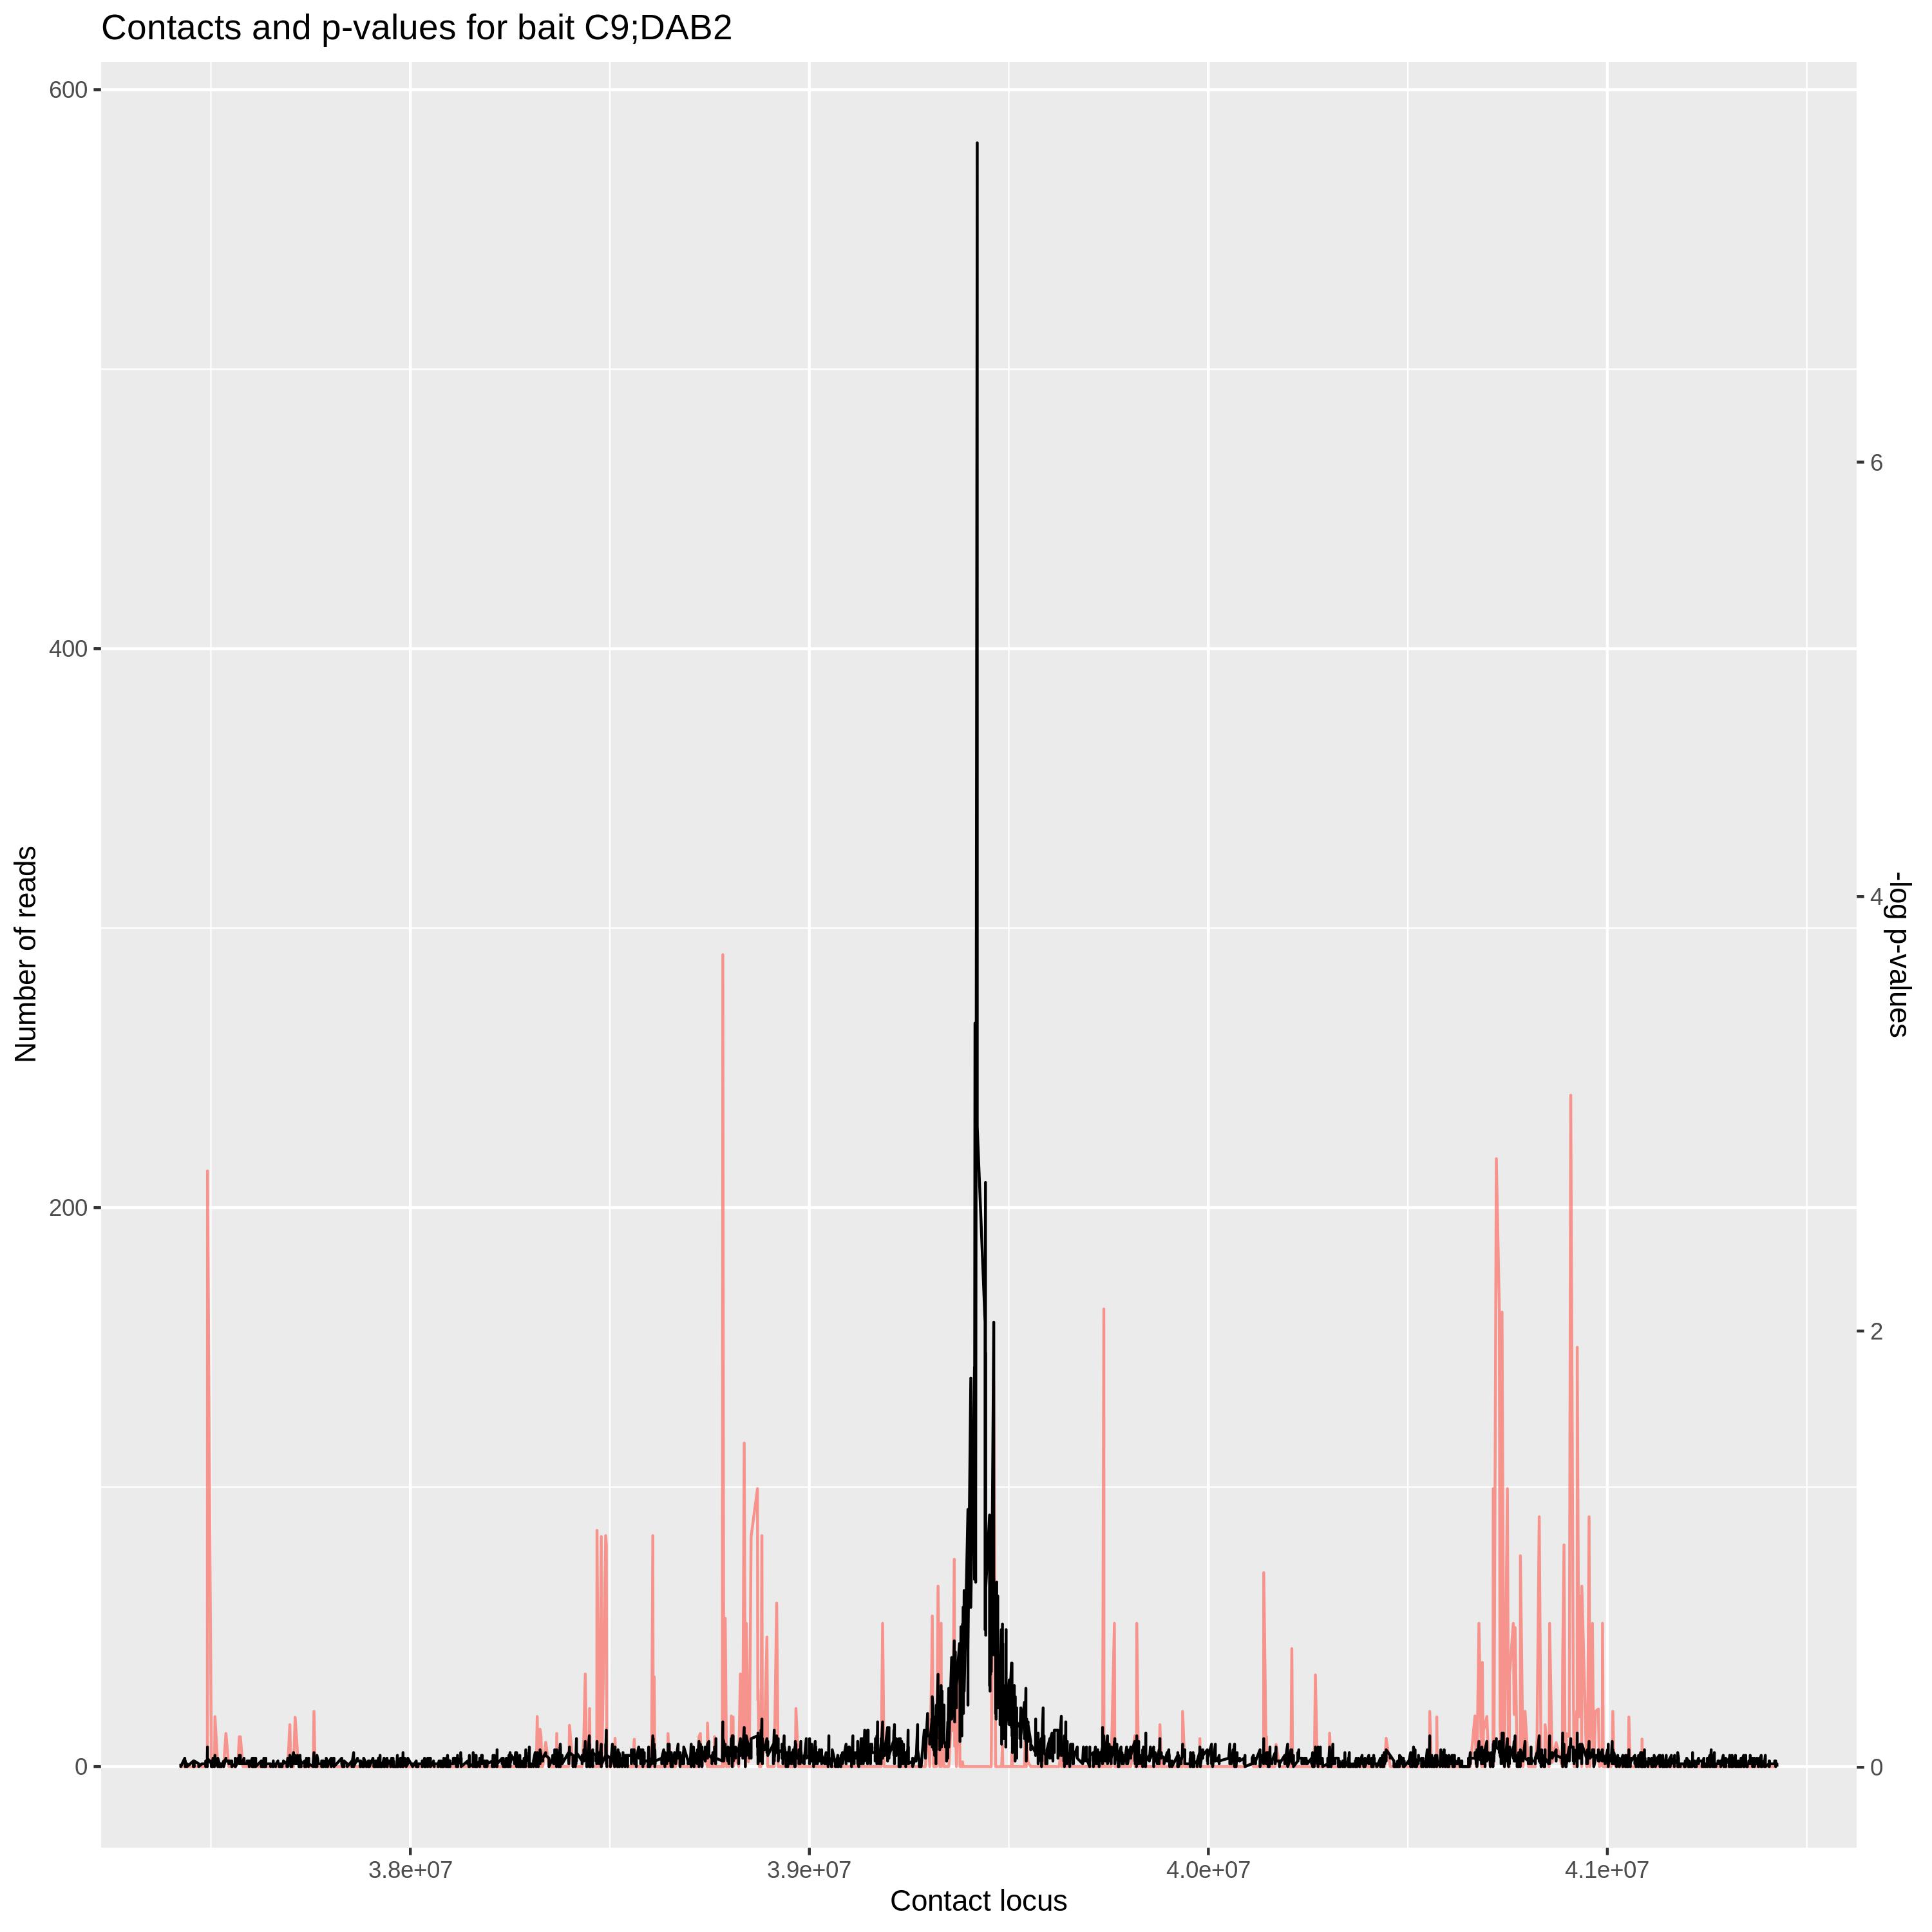 Contacts and p-values for bait C9;DAB2
600
400
200
0
Number of reads
6
4
2
0
-log p-values
3.8e+07
3.9e+07
4.0e+07
4.1e+07
Contact locus